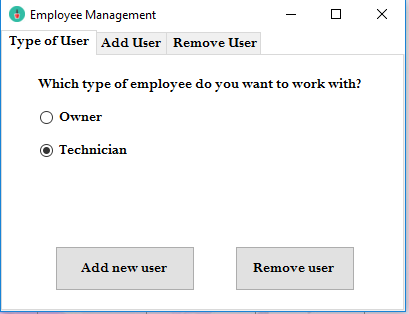 Employee Management
Type of User Add User Remove User
Which type of employee do you want to work with?
Owner
Technician
Add new user Remove user